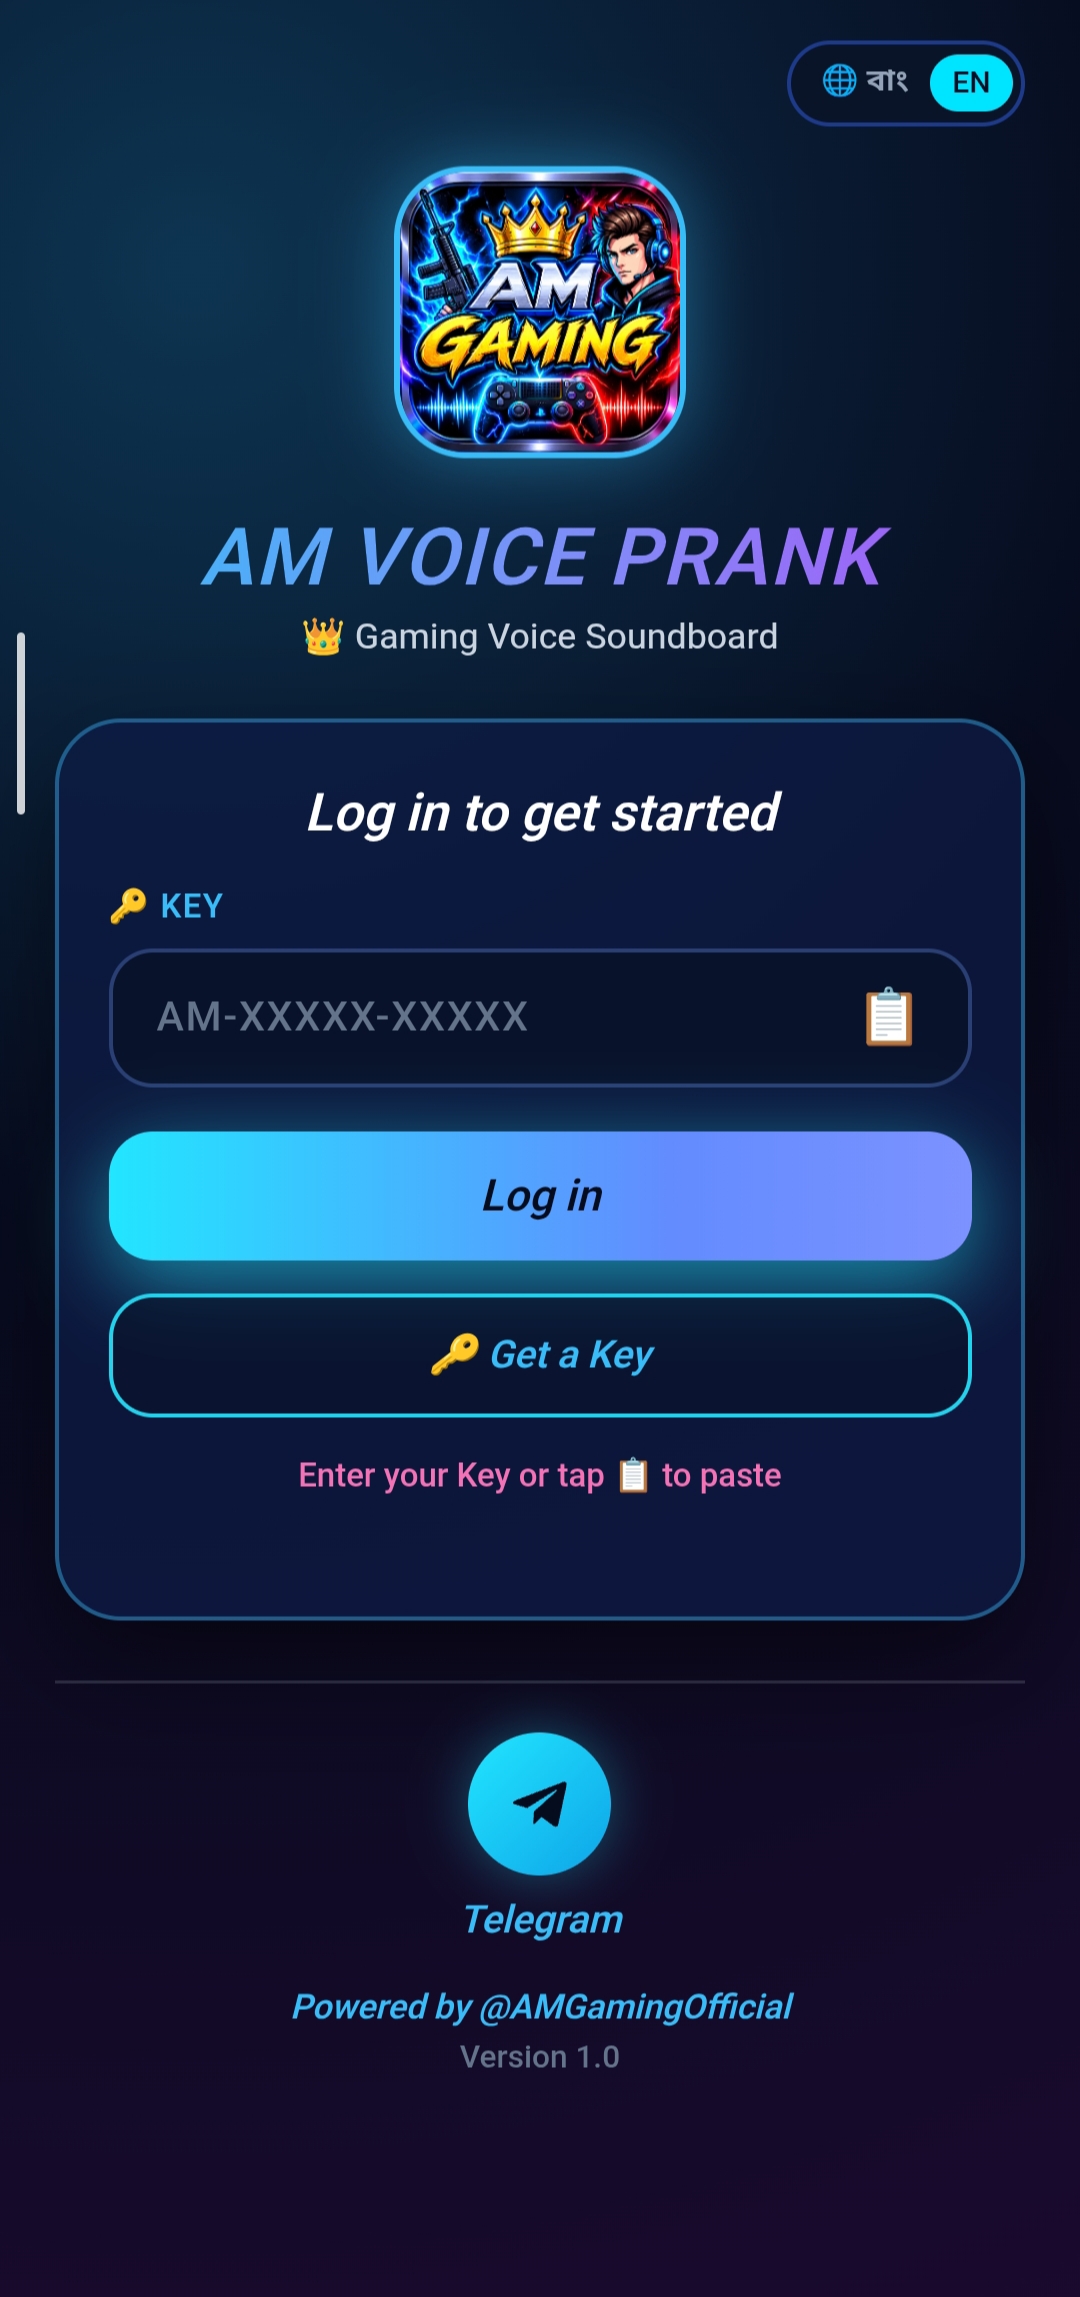 🌐 বাং EN
AM
GAMING
AM VOICE PRANK
👑 Gaming Voice Soundboard
Log in to get started
🔑 KEY
AM-XXXXX-XXXXX 📋
Log in
🔑 Get a Key
Enter your Key or tap 📋 to paste
Telegram
Powered by @AMGamingOfficial
Version 1.0